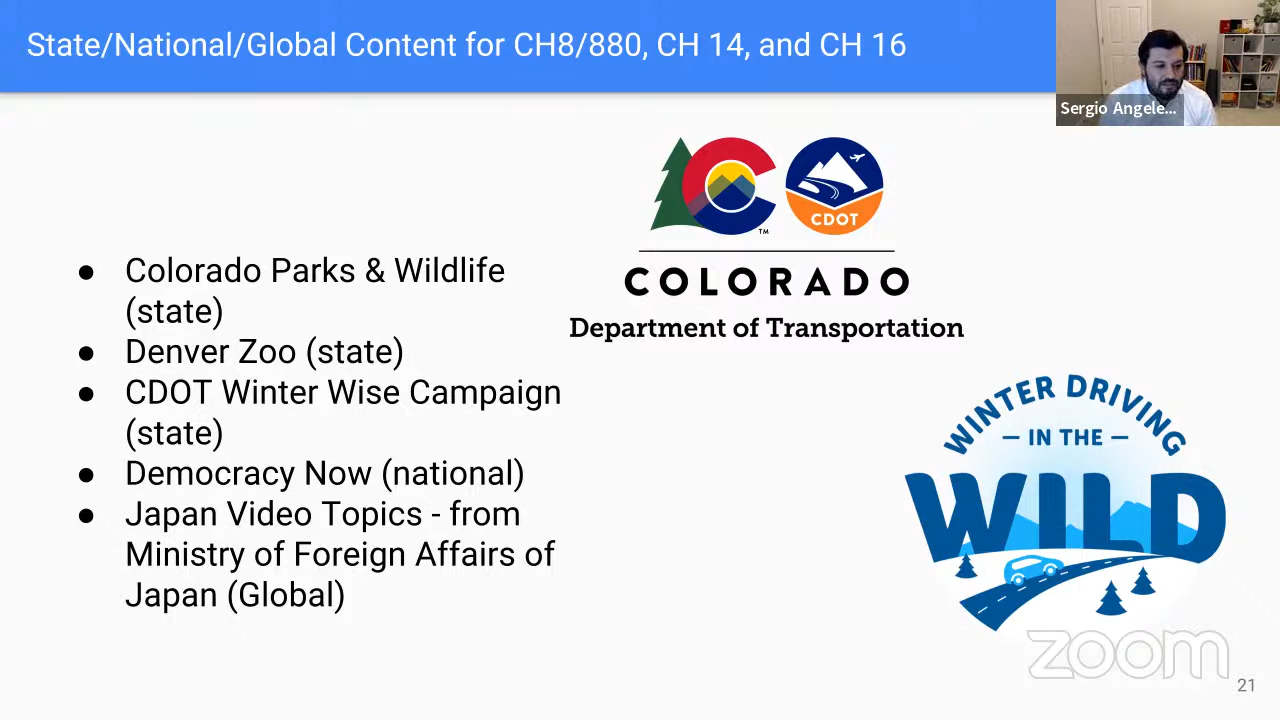 State/National/Global Content for CH8/880, CH 14, and CH 16
Sergio Angele...
CDOT
TM
COLORADO
Department of Transportation
● Colorado Parks & Wildlife
(state)
● Denver Zoo (state)
● CDOT Winter Wise Campaign
(state)
● Democracy Now (national)
● Japan Video Topics - from
Ministry of Foreign Affairs of
Japan (Global)
WINTER DRIVING
– IN THE –
WILD
zoom
21